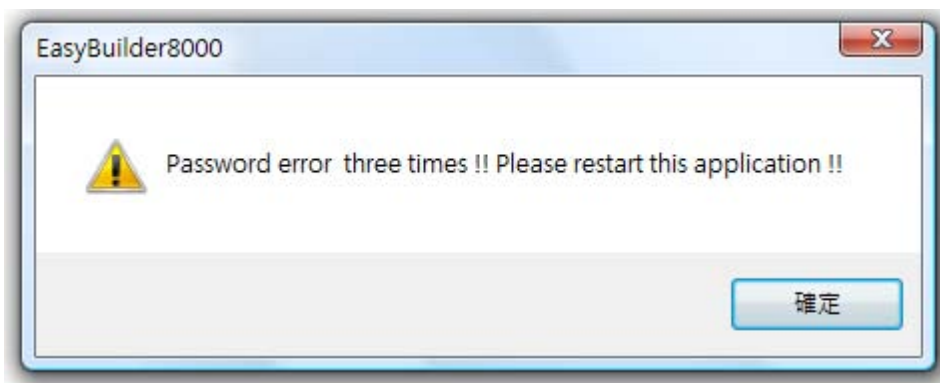 EasyBuilder8000
Password error  three times !! Please restart this application !!
確定